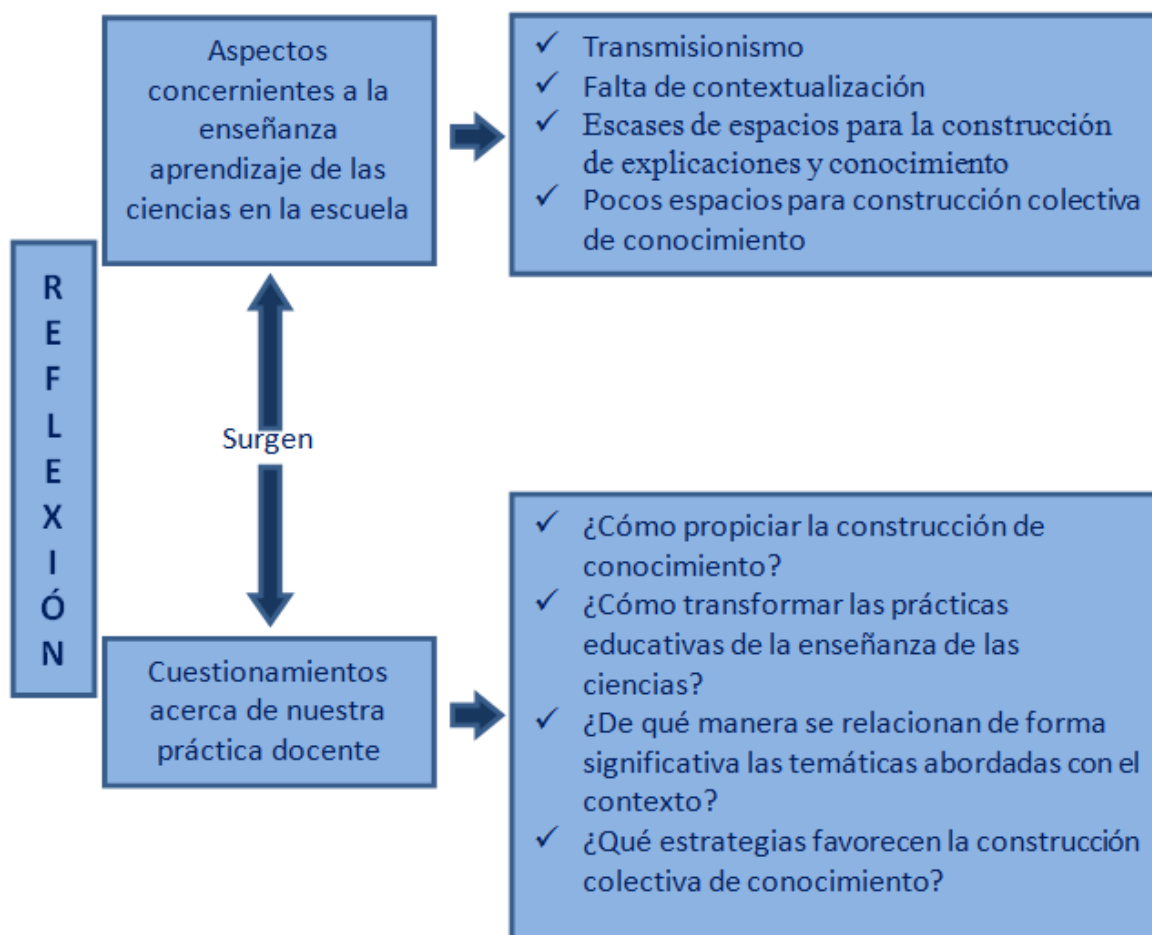 REFLEXIÓN
Aspectos
concernientes a la
enseñanza
aprendizaje de las
ciencias en la escuela
✓ Transmisionismo
✓ Falta de contextualización
✓ Escases de espacios para la construcción
de explicaciones y conocimiento
✓ Pocos espacios para construcción colectiva
de conocimiento
Surgen
Cuestionamientos
acerca de nuestra
práctica docente
✓ ¿Cómo propiciar la construcción de
conocimiento?
✓ ¿Cómo transformar las prácticas
educativas de la enseñanza de las
ciencias?
✓ ¿De qué manera se relacionan de forma
significativa las temáticas abordadas con el
contexto?
✓ ¿Qué estrategias favorecen la construcción
colectiva de conocimiento?